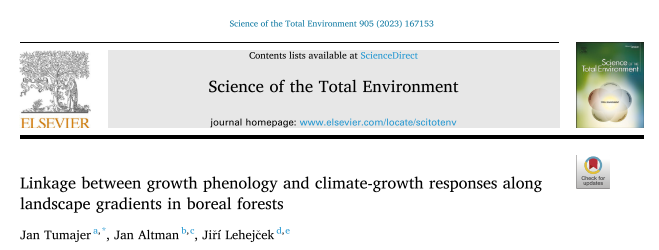 Science of the Total Environment 905 (2023) 167153
Contents lists available at ScienceDirect
Science of the Total Environment
journal homepage: www.elsevier.com/locate/scitotenv
ELSEVIER
Science of the
Total Environment
Check for
updates
Linkage between growth phenology and climate-growth responses along
landscape gradients in boreal forests
Jan Tumajer a,*, Jan Altman b,c, Jiří Lehejček d,e